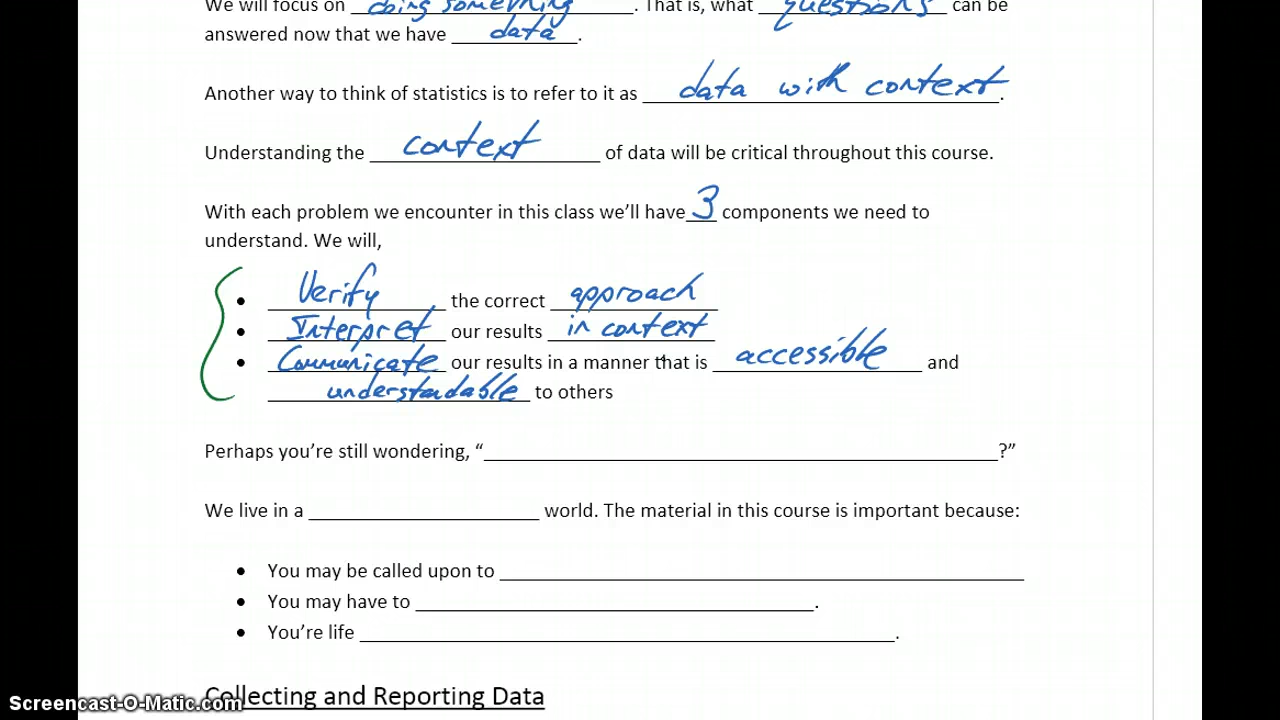 We will focus on doing something. That is, what questions can be
answered now that we have data.
Another way to think of statistics is to refer to it as data with context.
Understanding the context of data will be critical throughout this course.
With each problem we encounter in this class we'll have 3 components we need to
understand. We will,
• Verify the correct approach
• Interpret our results in context
• Communicate our results in a manner that is accessible and
understandable to others
Perhaps you're still wondering, "____?"
We live in a ____ world. The material in this course is important because:
• You may be called upon to ____
• You may have to ____.
• You're life ____.
Collecting and Reporting Data
Screencast-O-Matic.com